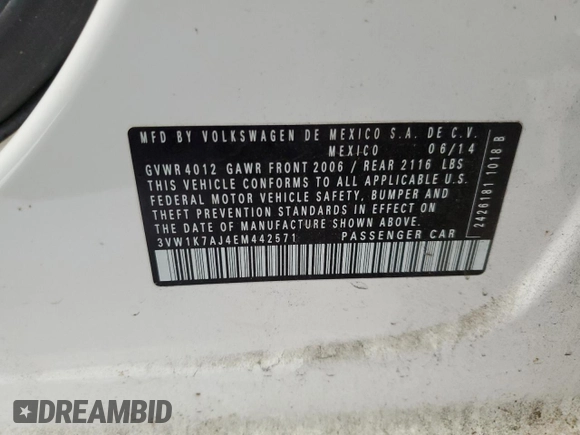 MFD BY VOLKSWAGEN DE MEXICO S.A. DE C.V.
MEXICO 06/14
GVWR 4012 GAWR FRONT 2006 / REAR 2116 LBS
THIS VEHICLE CONFORMS TO ALL APPLICABLE U.S.
FEDERAL MOTOR VEHICLE SAFETY, BUMPER AND
THEFT PREVENTION STANDARDS IN EFFECT ON
THE DATE OF MANUFACTURE SHOWN ABOVE.
3VW1K7AJ4EM442571 PASSENGER CAR
2426181 1018 B
DREAMBID